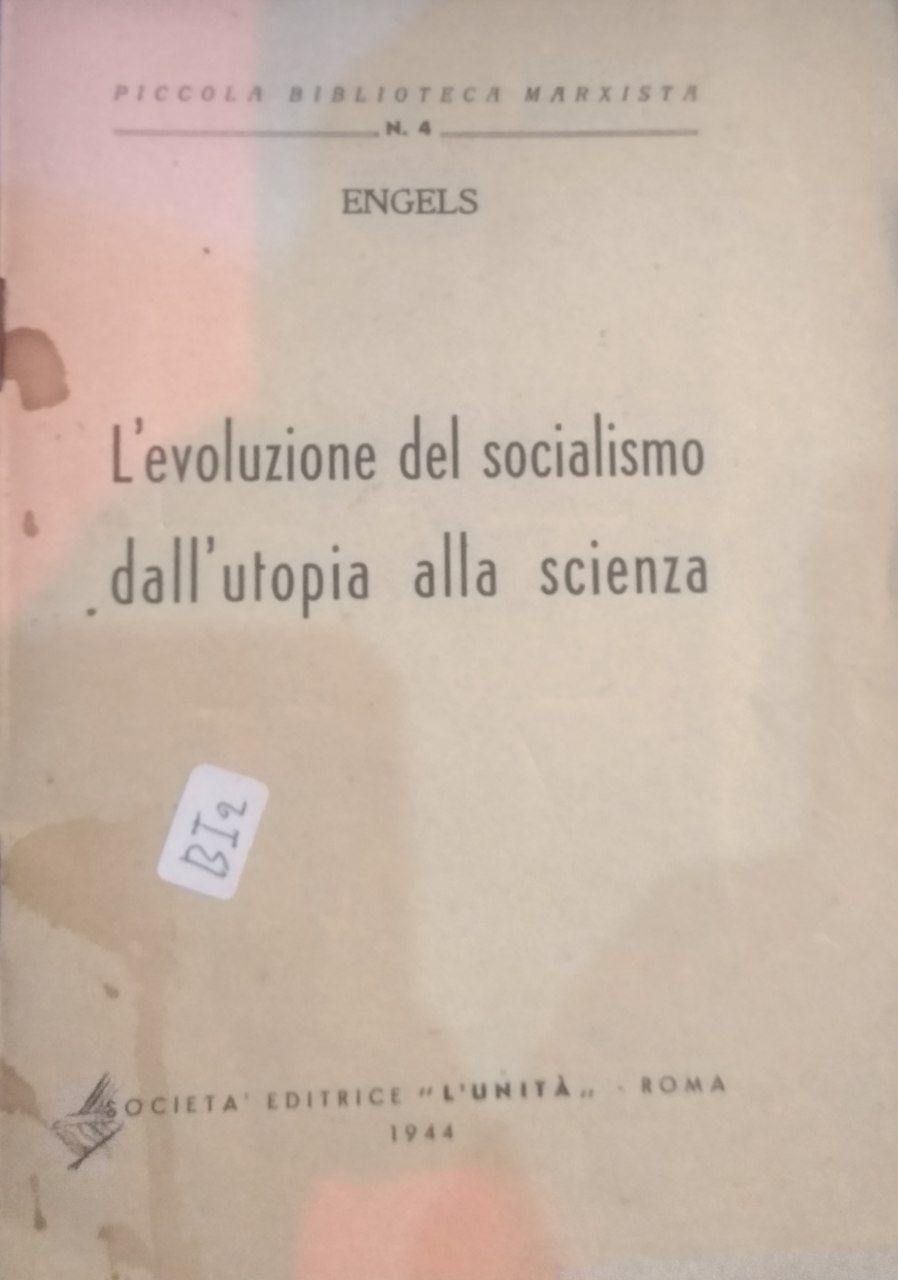 PICCOLA BIBLIOTECA MARXISTA
N. 4
ENGELS
L'evoluzione del socialismo
dall'utopia alla scienza
BI2
SOCIETA' EDITRICE "L'UNITÀ„ - ROMA
1944